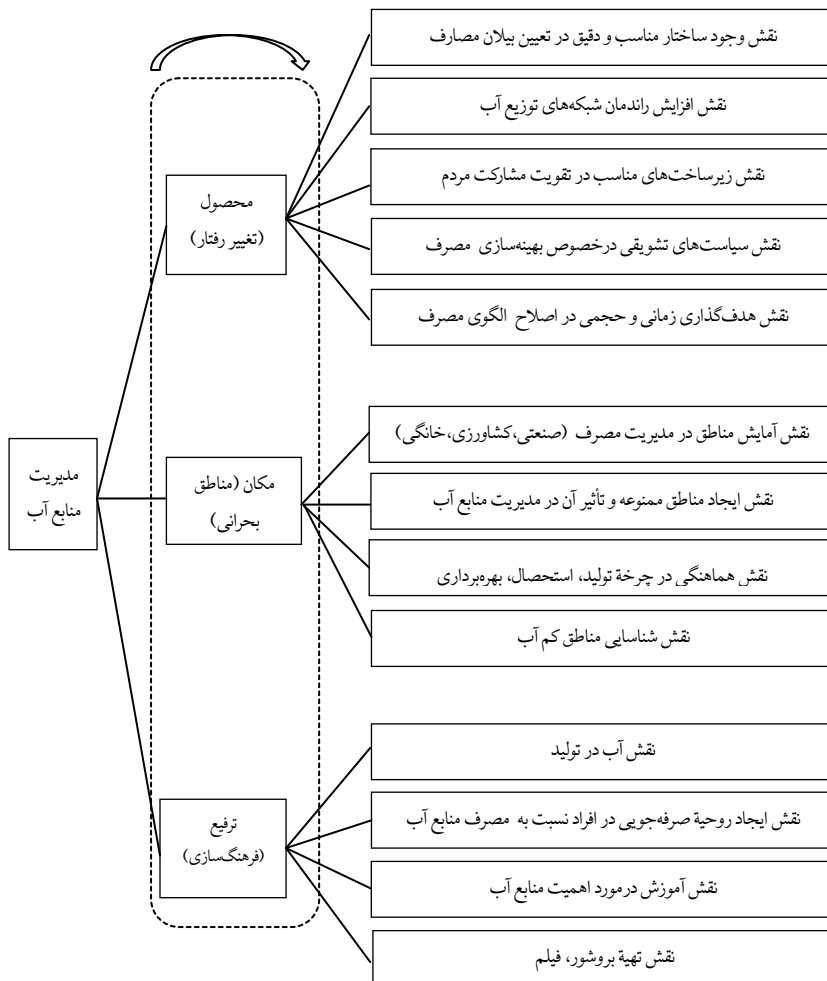 نقش وجود ساختار مناسب و دقیق در تعیین بیلان مصارف
نقش افزایش راندمان شبکه‌های توزیع آب
محصول
(تغییر رفتار)
نقش زیرساخت‌های مناسب در تقویت مشارکت مردم
نقش سیاست‌های تشویقی درخصوص بهینه‌سازی مصرف
نقش هدف‌گذاری زمانی و حجمی در اصلاح الگوی مصرف
مدیریت
منابع آب
مکان (مناطق
بحرانی)
نقش آمایش مناطق در مدیریت مصرف (صنعتی،کشاورزی،خانگی)
نقش ایجاد مناطق ممنوعه و تأثیر آن در مدیریت منابع آب
نقش هماهنگی در چرخة تولید، استحصال، بهره‌برداری
نقش شناسایی مناطق کم آب
ترفیع
(فرهنگ‌سازی)
نقش آب در تولید
نقش ایجاد روحیة صرفه‌جویی در افراد نسبت به مصرف منابع آب
نقش آموزش درمورد اهمیت منابع آب
نقش تهیة بروشور، فیلم